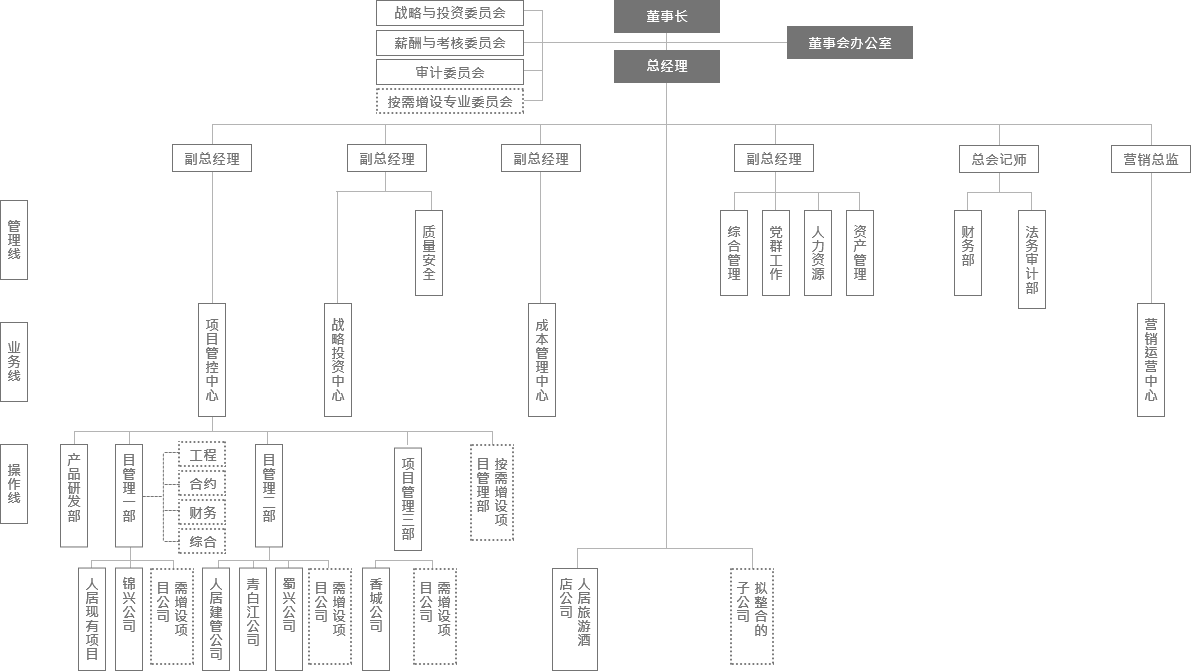 战略与投资委员会
薪酬与考核委员会
审计委员会
按需增设专业委员会
董事长
董事会办公室
总经理
副总经理
副总经理
副总经理
副总经理
总会记师
营销总监
管理线
业务线
操作线
质量安全
综合管理
党群工作
人力资源
资产管理
财务部
法务审计部
项目管控中心
战略投资中心
成本管理中心
营销运营中心
产品研发部
目管理一部
工程
合约
财务
综合
目管理二部
项目管理三部
按需增设项
目管理部
人居现有项目
锦兴公司
需增设项
目公司
人居建管公司
青白江公司
蜀兴公司
需增设项
目公司
香城公司
需增设项
目公司
人居旅游酒
店公司
拟整合的
子公司